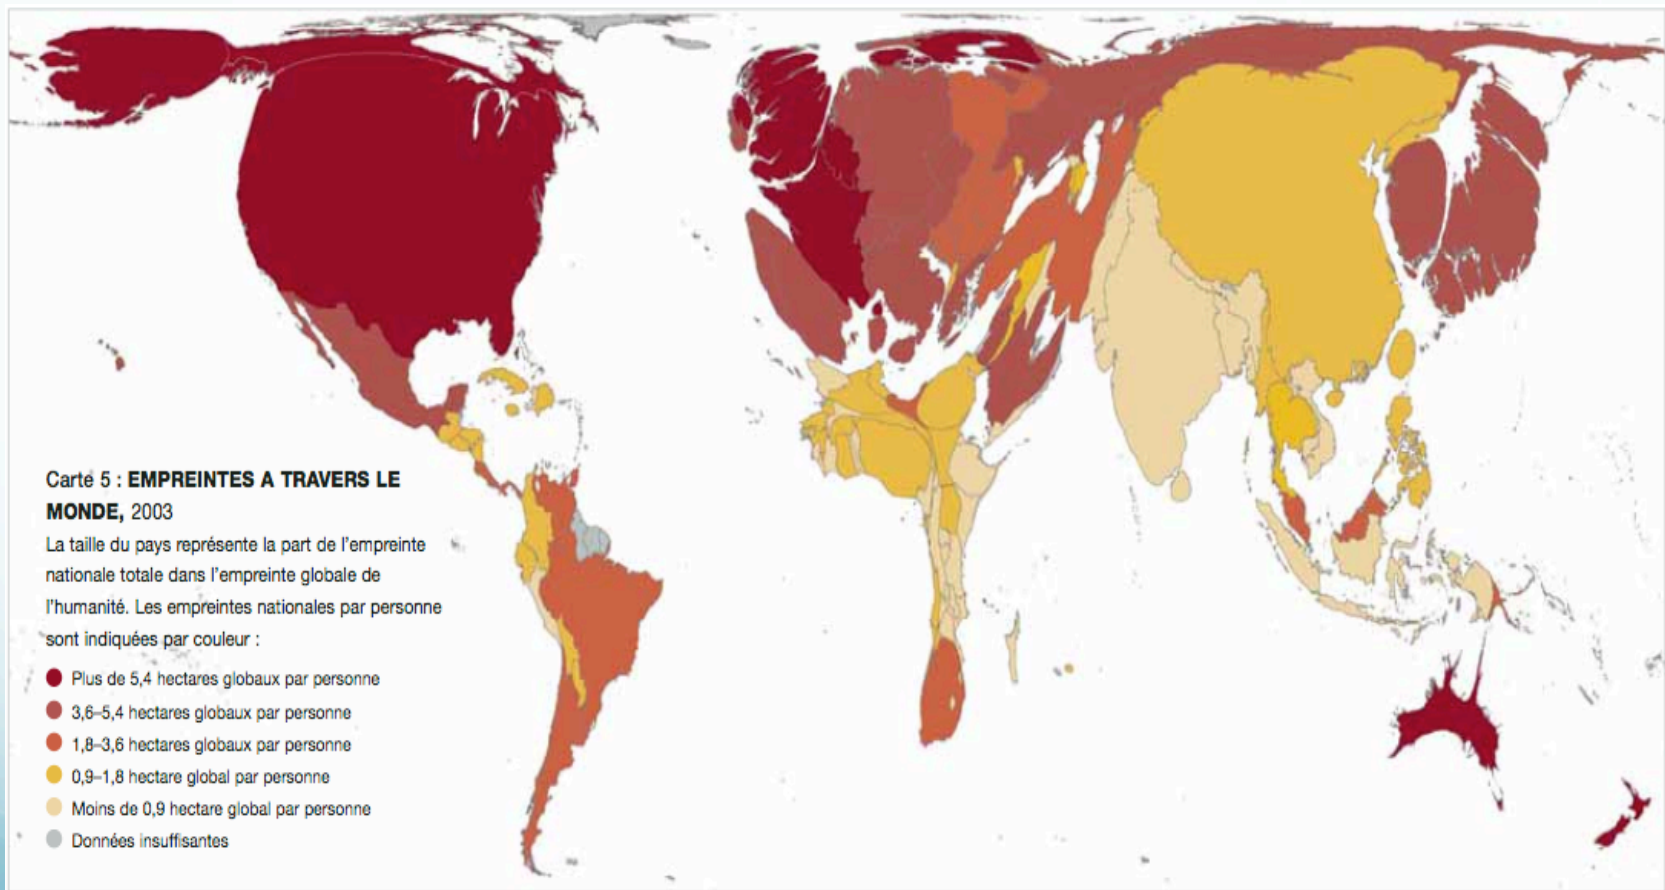 Carte 5 : EMPREINTES A TRAVERS LE
MONDE, 2003
La taille du pays représente la part de l'empreinte
nationale totale dans l'empreinte globale de
l'humanité. Les empreintes nationales par personne
sont indiquées par couleur :
Plus de 5,4 hectares globaux par personne
3,6–5,4 hectares globaux par personne
1,8–3,6 hectares globaux par personne
0,9–1,8 hectare global par personne
Moins de 0,9 hectare global par personne
Données insuffisantes